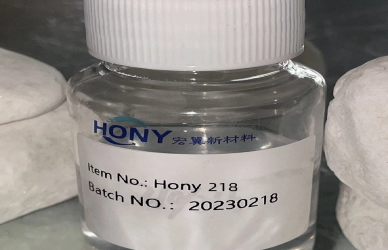 HONY 宏翼新材料
Item No.: Hony 218
Batch NO.: 20230218